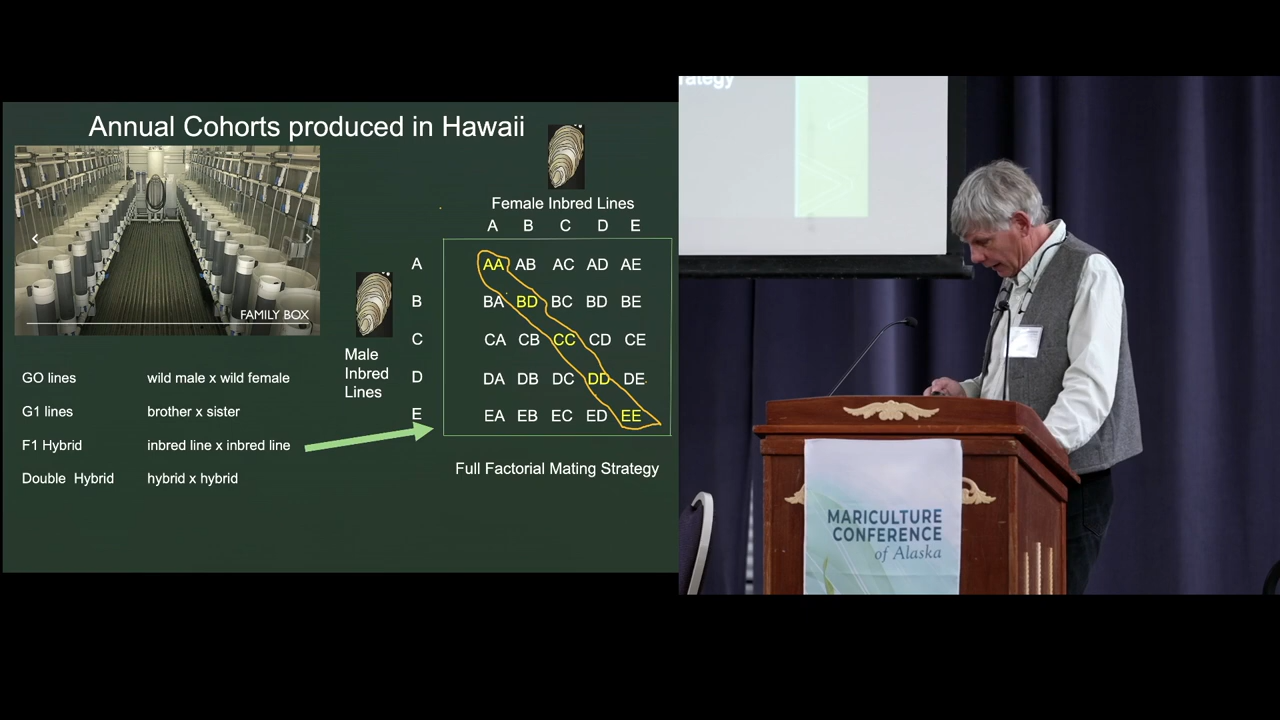 Annual Cohorts produced in Hawaii
FAMILY BOX
GO lines wild male x wild female
G1 lines brother x sister
F1 Hybrid inbred line x inbred line
Double Hybrid hybrid x hybrid
Female Inbred Lines
A B C D E
Male
Inbred
Lines
A AA AB AC AD AE
B BA BD BC BD BE
C CA CB CC CD CE
D DA DB DC DD DE
E EA EB EC ED EE
Full Factorial Mating Strategy
MARICULTURE
CONFERENCE
of Alaska